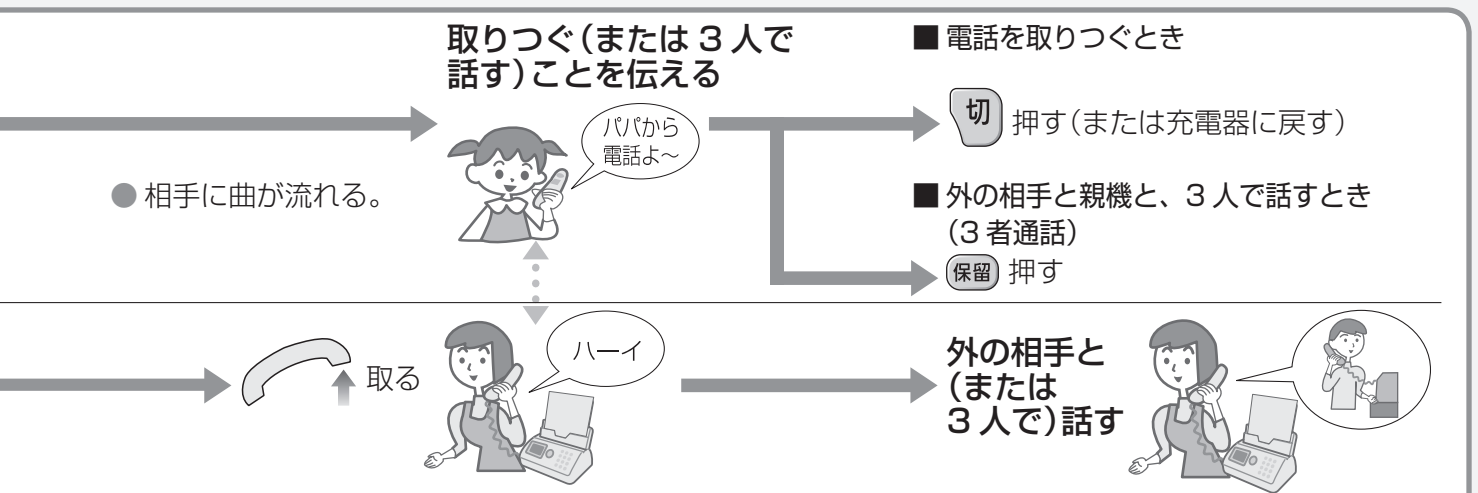 取りつぐ(または 3 人で
話す)ことを伝える
パパから
電話よ〜
● 相手に曲が流れる。
■ 電話を取りつぐとき
切 押す(または充電器に戻す)
■ 外の相手と親機と、3 人で話すとき
(3 者通話)
保留 押す
取る
ハーイ
外の相手と
(または
3 人で)話す